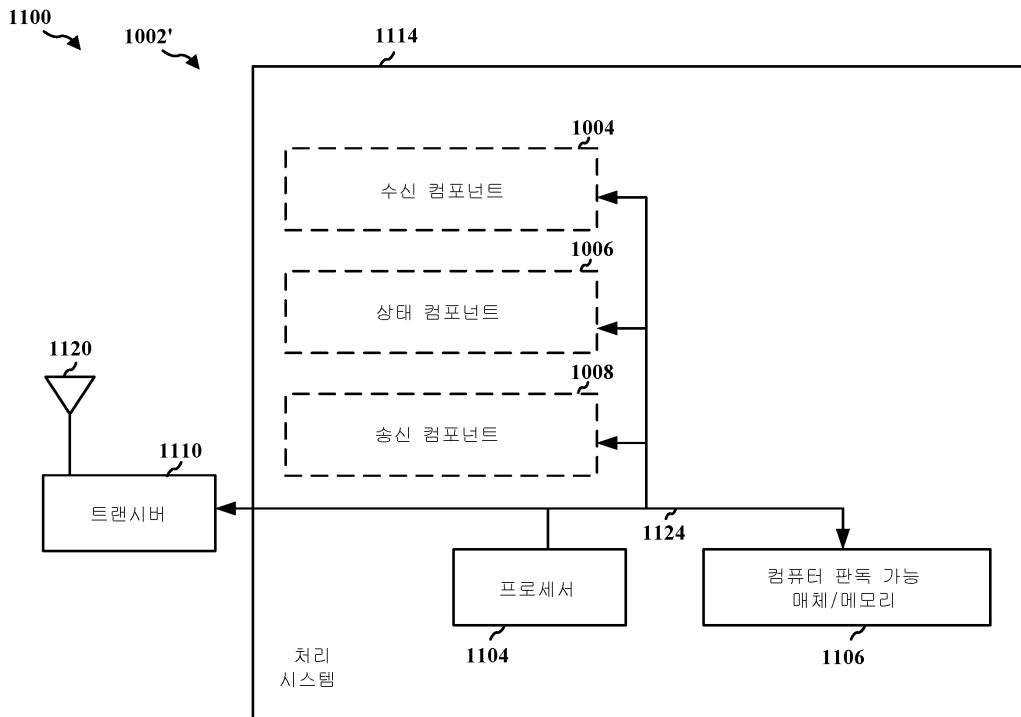 1100
1002'
1114
1004
수신 컴포넌트
1006
상태 컴포넌트
1120
1008
송신 컴포넌트
1110
트랜시버
1124
프로세서
컴퓨터 판독 가능
매체/메모리
1104
1106
처리
시스템